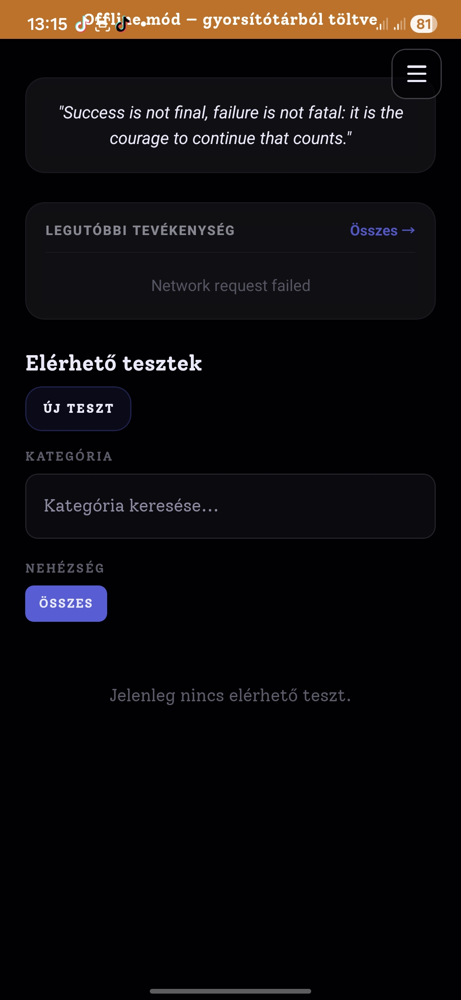 13:15
Offline mód — gyorsítótárból töltve
81
"Success is not final, failure is not fatal: it is the
courage to continue that counts."
LEGUTÓBBI TEVÉKENYSÉG
Összes →
Network request failed
Elérhető tesztek
ÚJ TESZT
KATEGÓRIA
Kategória keresése...
NEHÉZSÉG
ÖSSZES
Jelenleg nincs elérhető teszt.